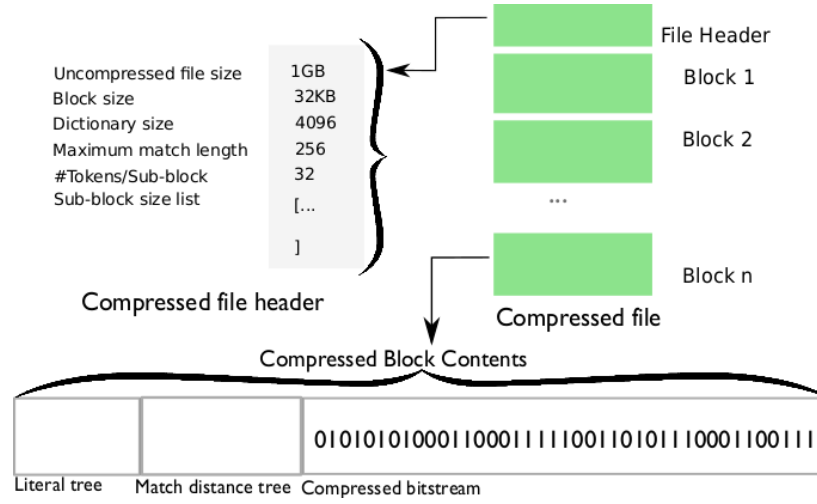 File Header
Uncompressed file size 1GB
Block size 32KB
Dictionary size 4096
Maximum match length 256
#Tokens/Sub-block 32
Sub-block size list [...
]
Compressed file header
Block 1
Block 2
...
Block n
Compressed file
Compressed Block Contents
01010101000110001111100110101110001100111
Literal tree
Match distance tree
Compressed bitstream